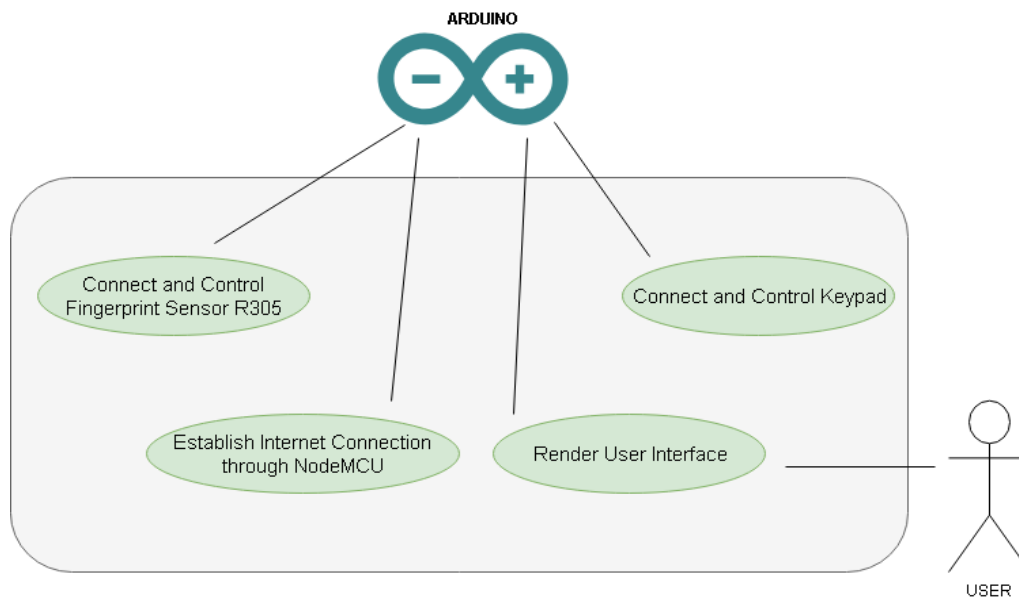 ARDUINO
Connect and Control
Fingerprint Sensor R305
Connect and Control Keypad
Establish Internet Connection
through NodeMCU
Render User Interface
USER